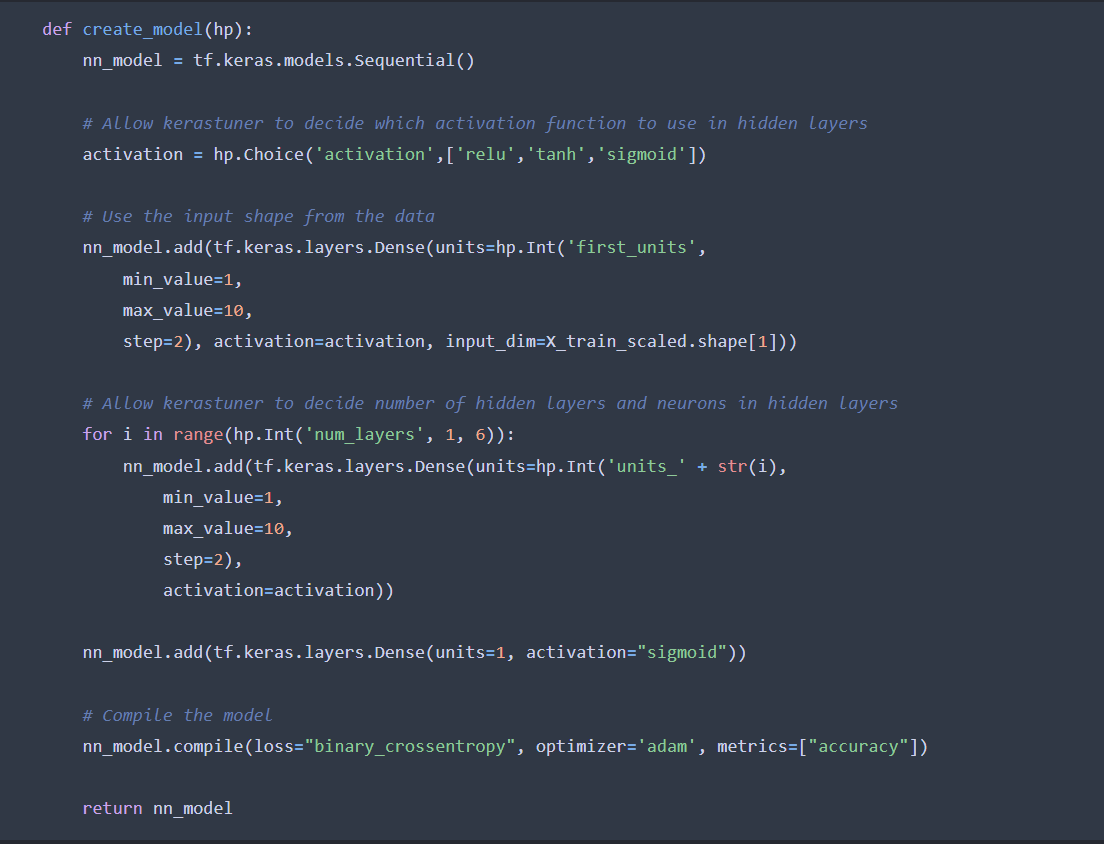 def create_model(hp):
    nn_model = tf.keras.models.Sequential()

    # Allow kerastuner to decide which activation function to use in hidden layers
    activation = hp.Choice('activation',['relu','tanh','sigmoid'])

    # Use the input shape from the data
    nn_model.add(tf.keras.layers.Dense(units=hp.Int('first_units',
        min_value=1,
        max_value=10,
        step=2), activation=activation, input_dim=X_train_scaled.shape[1]))

    # Allow kerastuner to decide number of hidden layers and neurons in hidden layers
    for i in range(hp.Int('num_layers', 1, 6)):
        nn_model.add(tf.keras.layers.Dense(units=hp.Int('units_' + str(i),
            min_value=1,
            max_value=10,
            step=2),
            activation=activation))

    nn_model.add(tf.keras.layers.Dense(units=1, activation="sigmoid"))

    # Compile the model
    nn_model.compile(loss="binary_crossentropy", optimizer='adam', metrics=["accuracy"])

    return nn_model